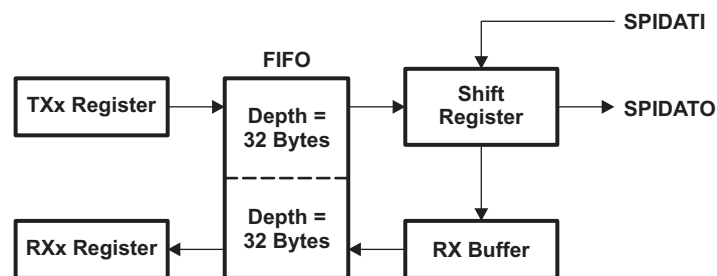 SPIDATI
FIFO
TXx Register
Depth =
32 Bytes
Shift
Register
SPIDATO
Depth =
32 Bytes
RXx Register
RX Buffer